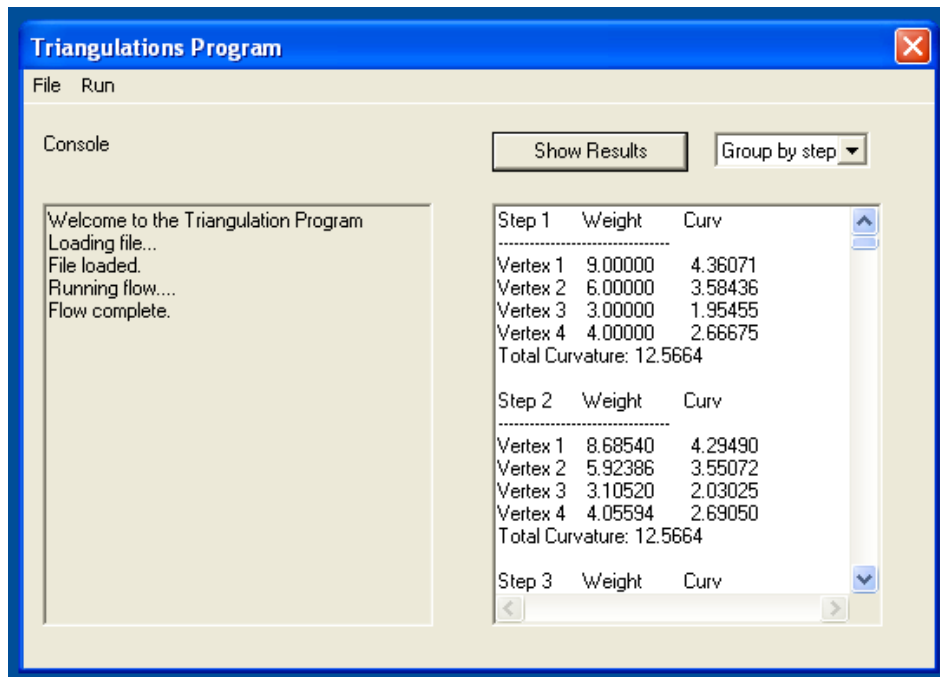 Triangulations Program
File Run
Console
Show Results
Group by step
Welcome to the Triangulation Program
Loading file...
File loaded.
Running flow....
Flow complete.
Step 1 Weight Curv
--------------------------------
Vertex 1 9.00000 4.36071
Vertex 2 6.00000 3.58436
Vertex 3 3.00000 1.95455
Vertex 4 4.00000 2.66675
Total Curvature: 12.5664
Step 2 Weight Curv
--------------------------------
Vertex 1 8.68540 4.29490
Vertex 2 5.92386 3.55072
Vertex 3 3.10520 2.03025
Vertex 4 4.05594 2.69050
Total Curvature: 12.5664
Step 3 Weight Curv